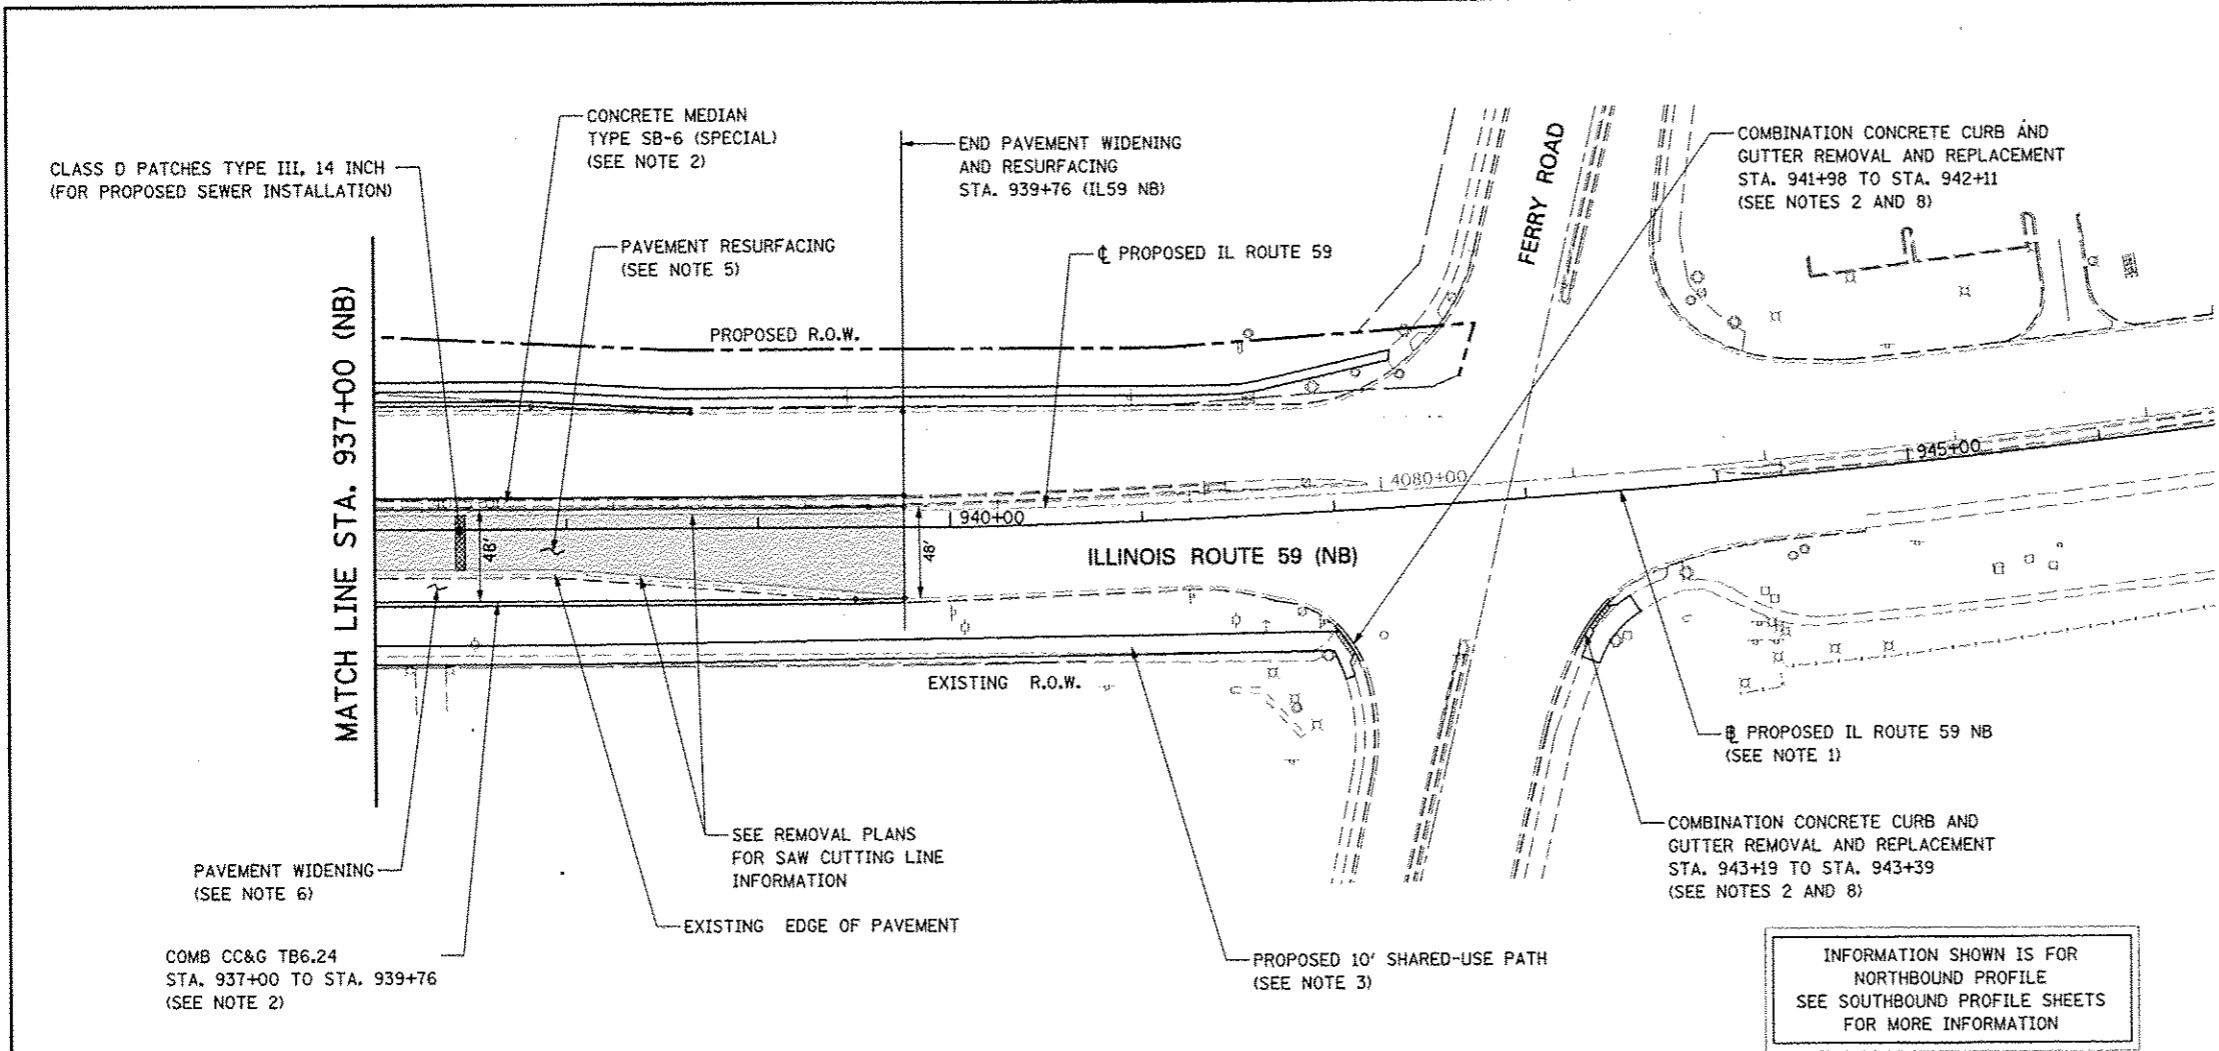 CLASS D PATCHES TYPE III, 14 INCH
(FOR PROPOSED SEWER INSTALLATION)
CONCRETE MEDIAN
TYPE SB-6 (SPECIAL)
(SEE NOTE 2)
PAVEMENT RESURFACING
(SEE NOTE 5)
END PAVEMENT WIDENING
AND RESURFACING
STA. 939+76 (IL59 NB)
℄ PROPOSED IL ROUTE 59
FERRY ROAD
COMBINATION CONCRETE CURB AND
GUTTER REMOVAL AND REPLACEMENT
STA. 941+98 TO STA. 942+11
(SEE NOTES 2 AND 8)
MATCH LINE STA. 937+00 (NB)
PROPOSED R.O.W.
945+00
4080+00
940+00
48'
48'
ILLINOIS ROUTE 59 (NB)
EXISTING R.O.W.
PROPOSED IL ROUTE 59 NB
(SEE NOTE 1)
COMBINATION CONCRETE CURB AND
GUTTER REMOVAL AND REPLACEMENT
STA. 943+19 TO STA. 943+39
(SEE NOTES 2 AND 8)
SEE REMOVAL PLANS
FOR SAW CUTTING LINE
INFORMATION
PAVEMENT WIDENING
(SEE NOTE 6)
EXISTING EDGE OF PAVEMENT
COMB CC&G TB6.24
STA. 937+00 TO STA. 939+76
(SEE NOTE 2)
PROPOSED 10' SHARED-USE PATH
(SEE NOTE 3)
INFORMATION SHOWN IS FOR
NORTHBOUND PROFILE
SEE SOUTHBOUND PROFILE SHEETS
FOR MORE INFORMATION